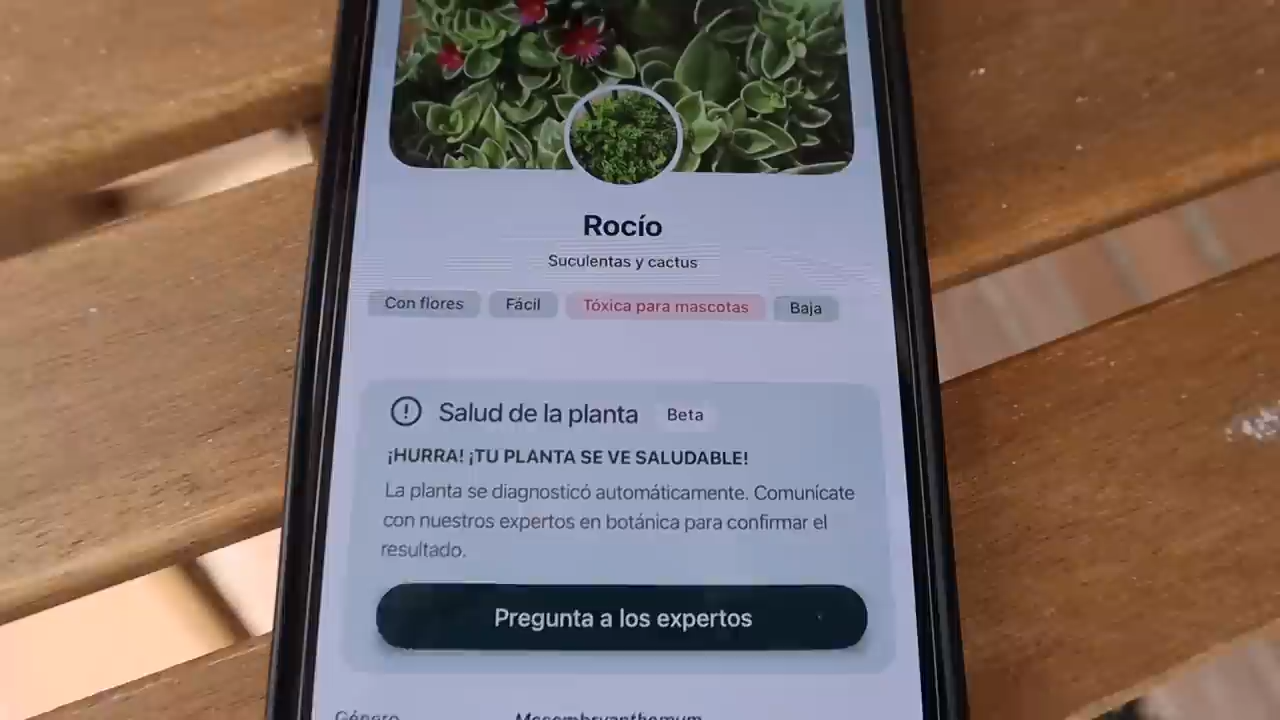 Rocío
Suculentas y cactus
Con flores Fácil Tóxica para mascotas Baja
Salud de la planta Beta
¡HURRA! ¡TU PLANTA SE VE SALUDABLE!
La planta se diagnosticó automáticamente. Comunícate
con nuestros expertos en botánica para confirmar el
resultado.
Pregunta a los expertos
Género Mesembryanthemum